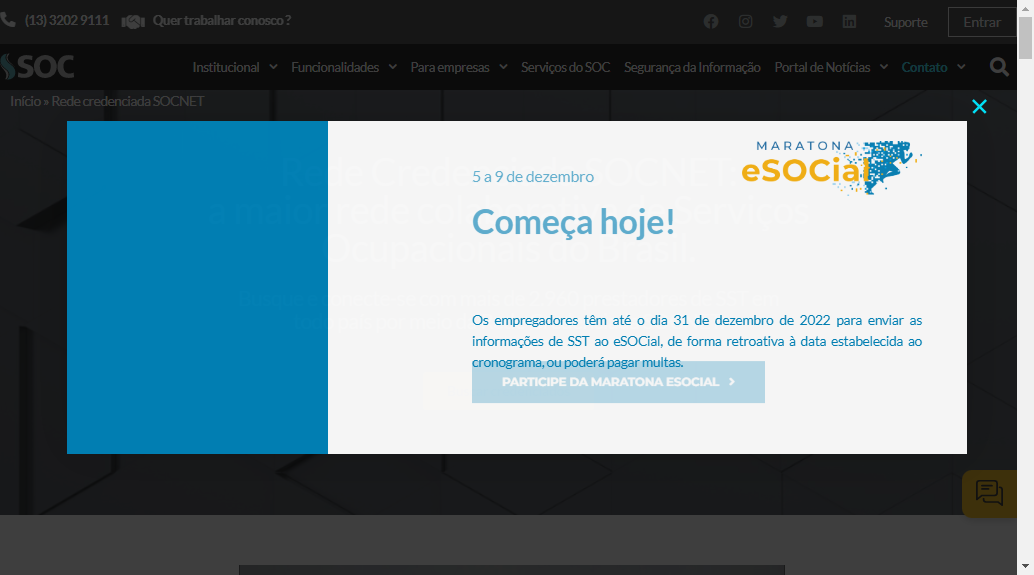 (13) 3202 9111 Quer trabalhar conosco ? Suporte Entrar
SOC Institucional Funcionalidades Para empresas Serviços do SOC Segurança da Informação Portal de Notícias Contato
Início » Rede credenciada SOCNET
MARATONA
eSOCial
5 a 9 de dezembro
Começa hoje!
Ocupacionais do Brasil.
Os empregadores têm até o dia 31 de dezembro de 2022 para enviar as
informações de SST ao eSOCial, de forma retroativa à data estabelecida ao
cronograma, ou poderá pagar multas.
PARTICIPE DA MARATONA ESOCIAL